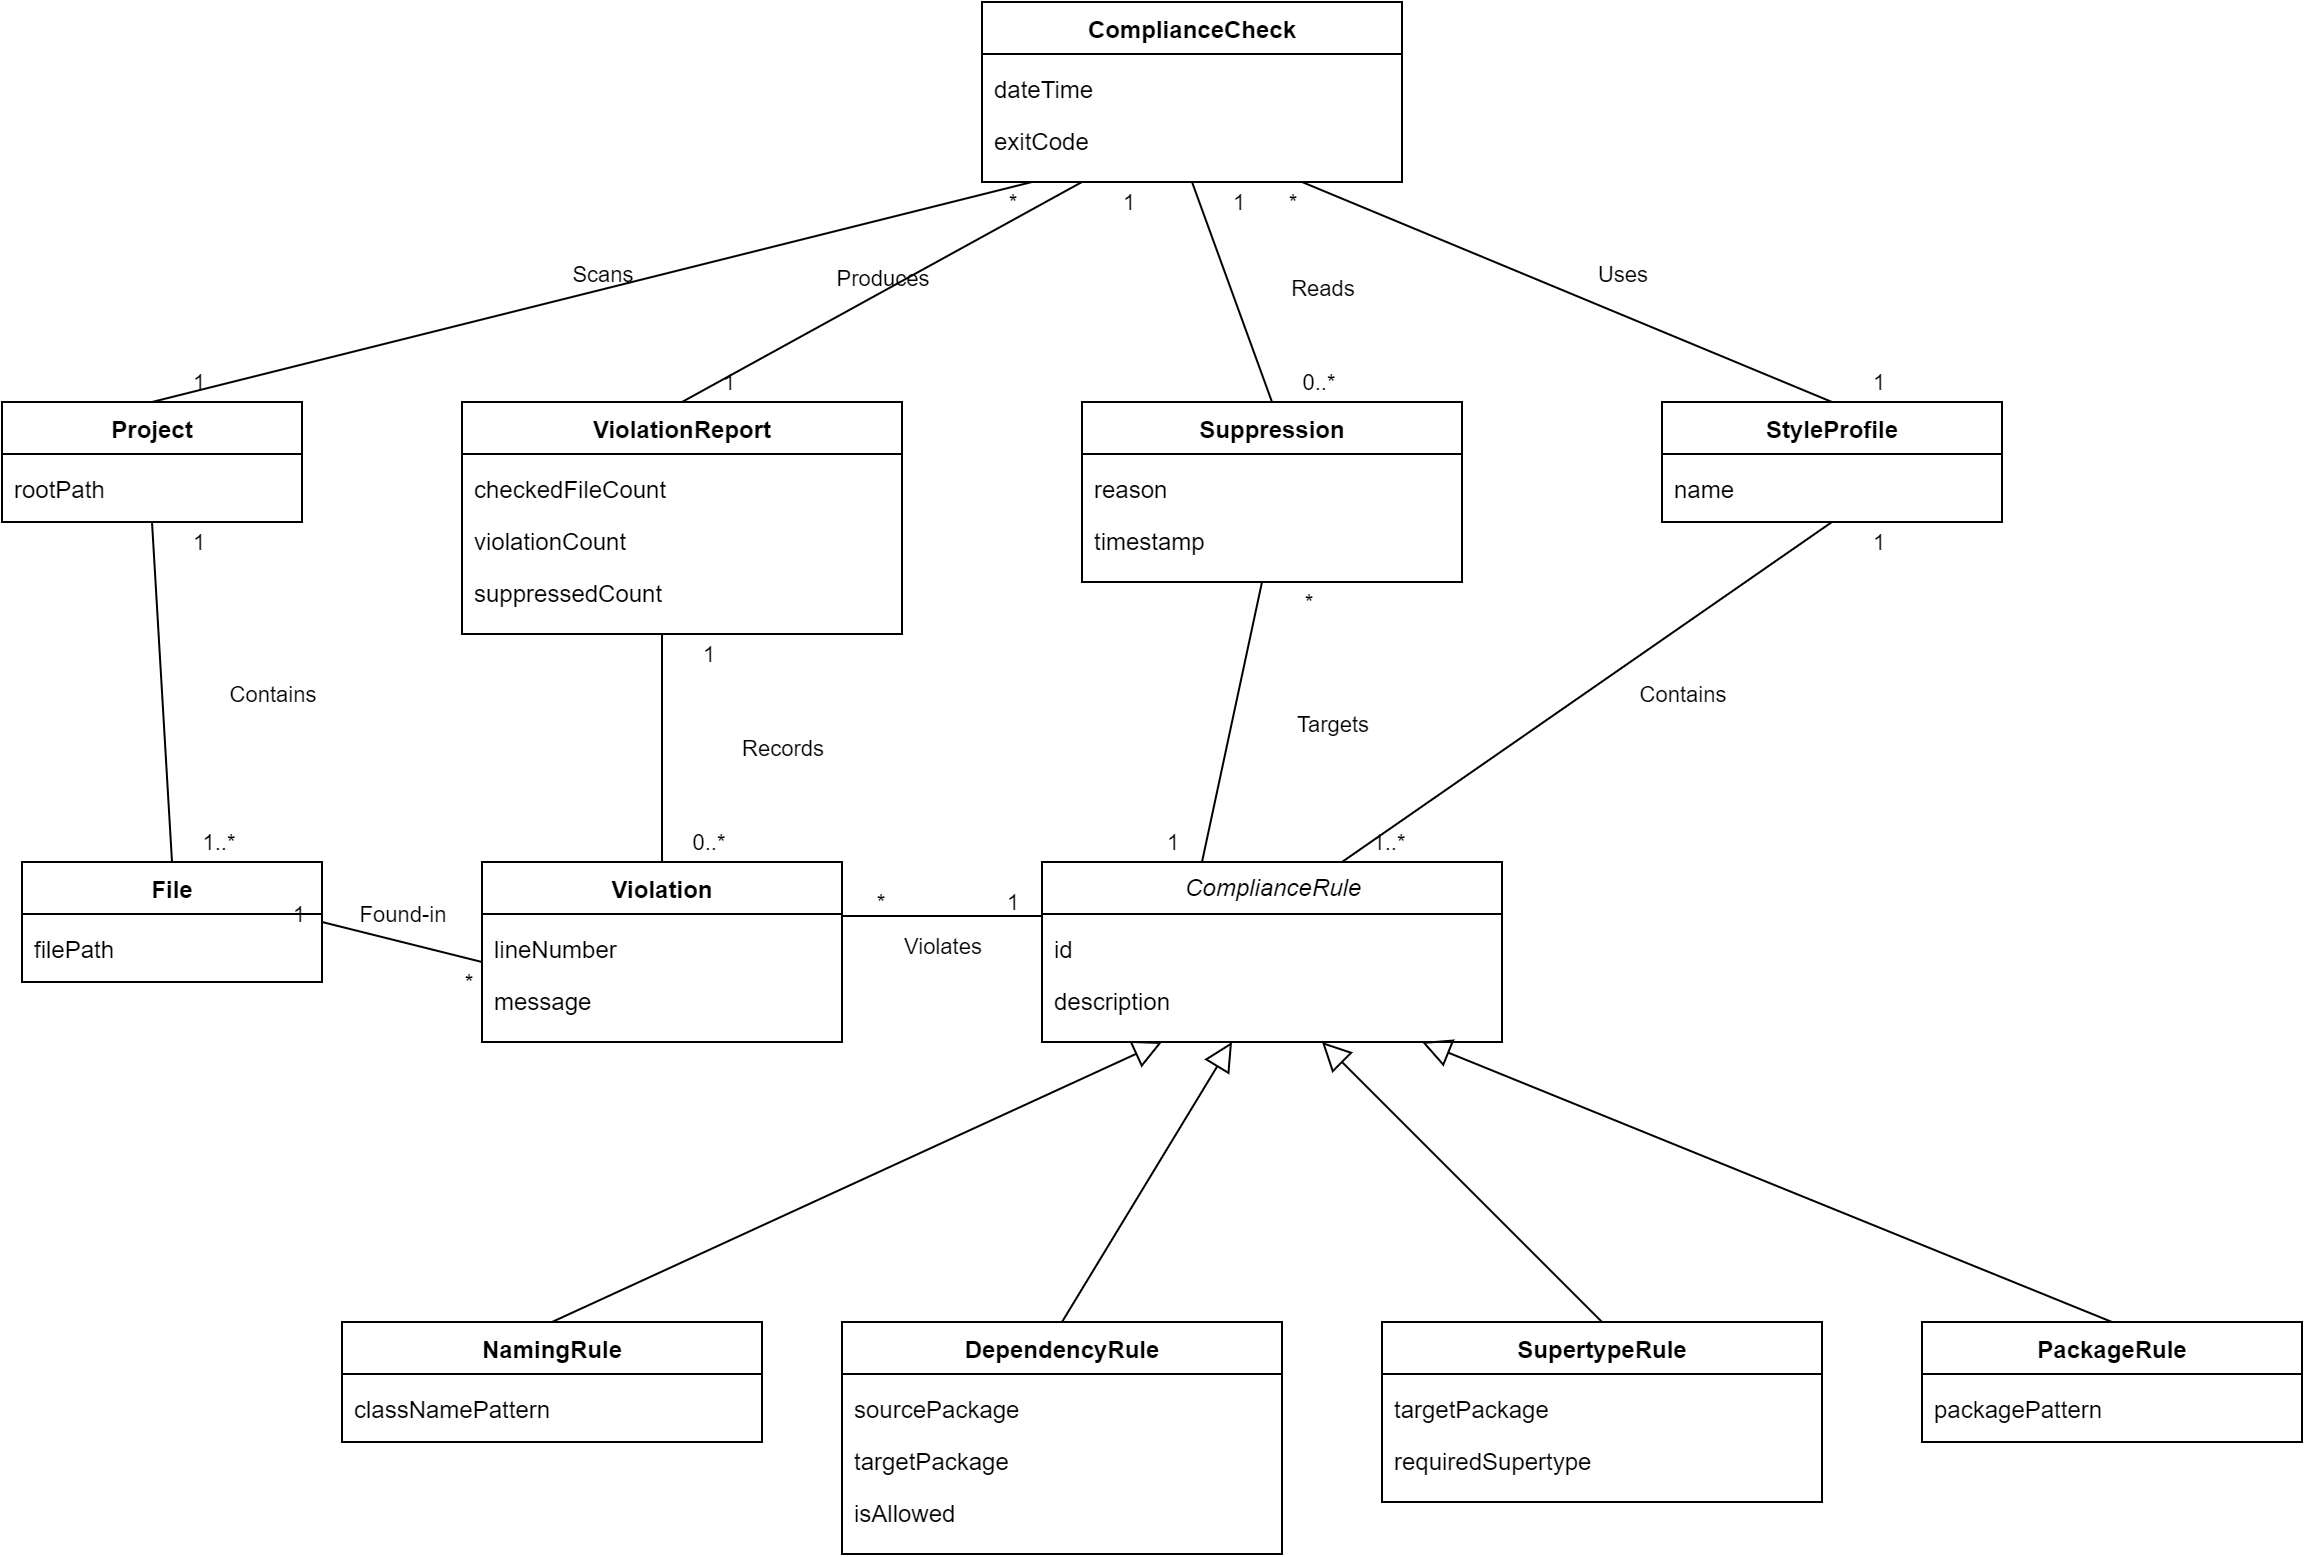 ComplianceCheck
dateTime
exitCode
*
1
1
*
Scans
Produces
Reads
Uses
1
1
0..*
1
Project
rootPath
ViolationReport
checkedFileCount
violationCount
suppressedCount
Suppression
reason
timestamp
StyleProfile
name
1
1
*
1
Contains
Records
Targets
Contains
1..*
0..*
1
1..*
File
filePath
1
Found-in
*
Violation
lineNumber
message
*
1
Violates
ComplianceRule
id
description
NamingRule
classNamePattern
DependencyRule
sourcePackage
targetPackage
isAllowed
SupertypeRule
targetPackage
requiredSupertype
PackageRule
packagePattern